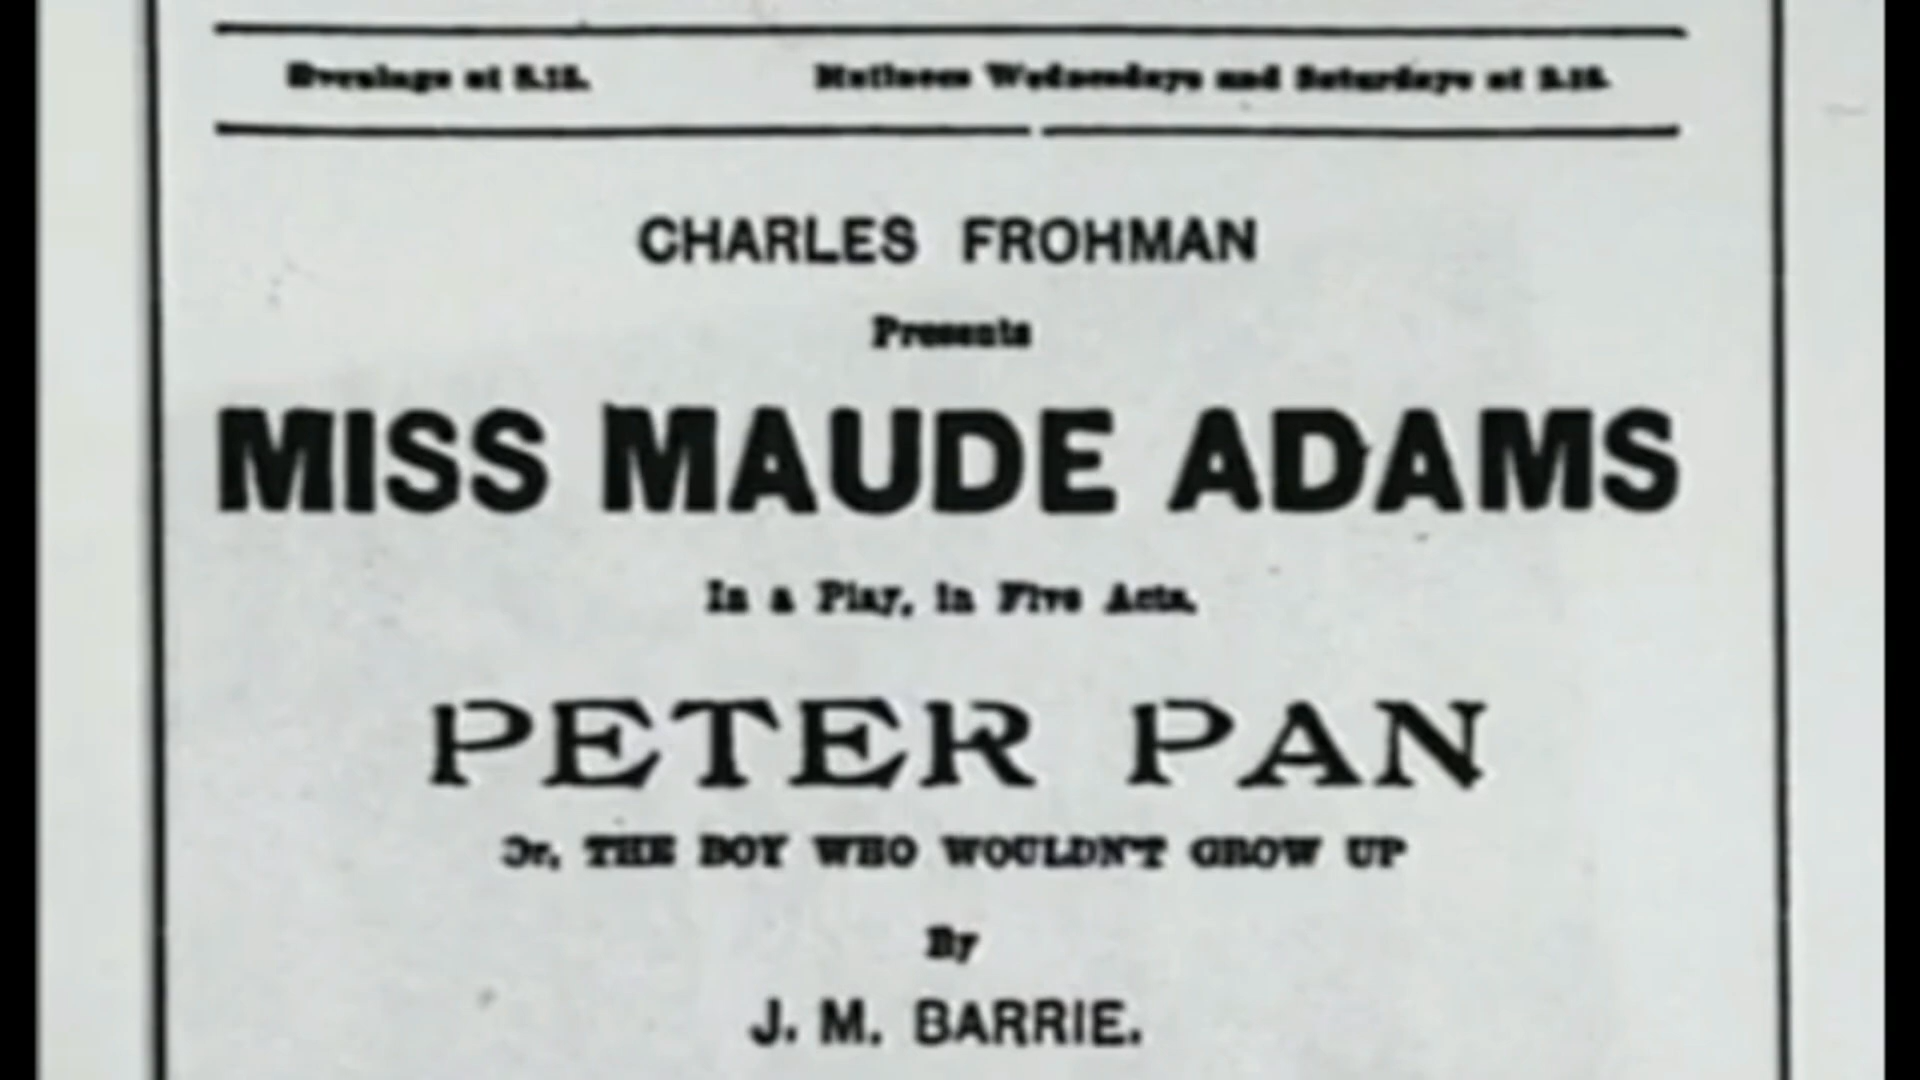 Evenings at 8.15. Matinees Wednesdays and Saturdays at 2.15.
CHARLES FROHMAN
Presents
MISS MAUDE ADAMS
In a Play, in Five Acts,
PETER PAN
Or, THE BOY WHO WOULDN'T GROW UP
By
J. M. BARRIE.